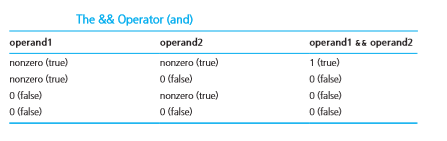 The && Operator (and)
operand1 operand2 operand1 && operand2
nonzero (true) nonzero (true) 1 (true)
nonzero (true) 0 (false) 0 (false)
0 (false) nonzero (true) 0 (false)
0 (false) 0 (false) 0 (false)